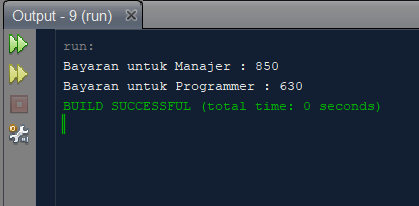 Output - 9 (run)
run:
Bayaran untuk Manajer : 850
Bayaran untuk Programmer : 630
BUILD SUCCESSFUL (total time: 0 seconds)